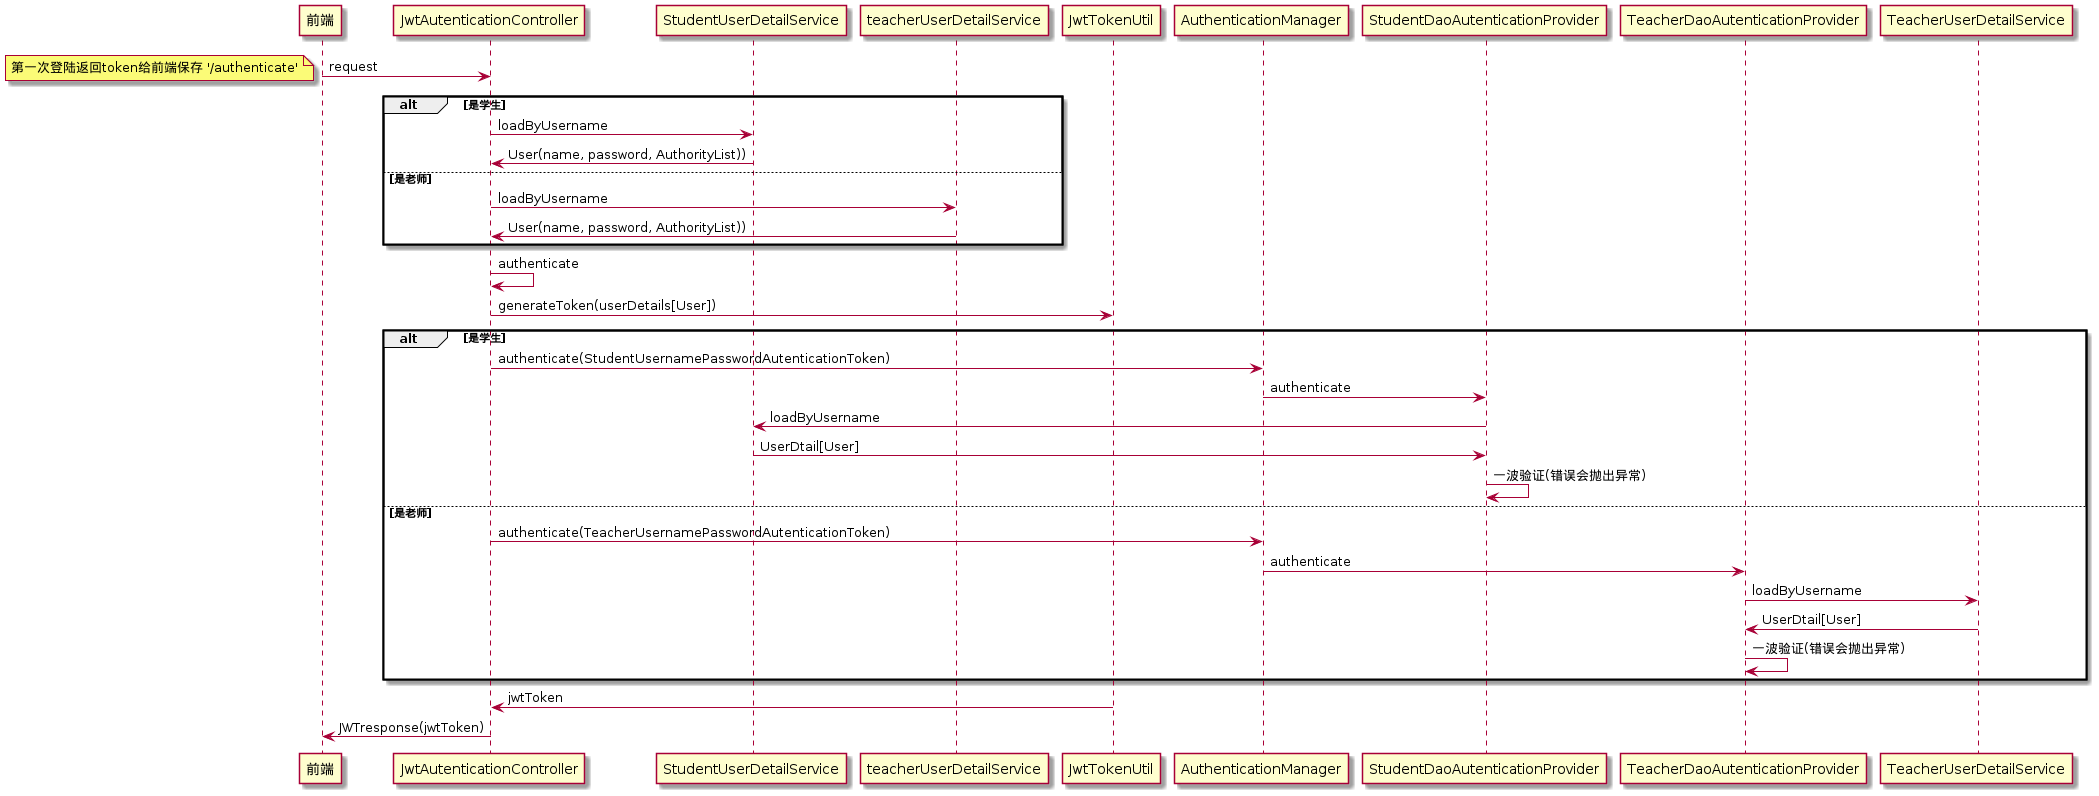 前端
JwtAutenticationController
StudentUserDetailService
teacherUserDetailService
JwtTokenUtil
AuthenticationManager
StudentDaoAutenticationProvider
TeacherDaoAutenticationProvider
TeacherUserDetailService
第一次登陆返回token给前端保存 '/authenticate'
request
alt [是学生]
loadByUsername
User(name, password, AuthorityList))
[是老师]
loadByUsername
User(name, password, AuthorityList))
authenticate
generateToken(userDetails[User])
alt [是学生]
authenticate(StudentUsernamePasswordAutenticationToken)
authenticate
loadByUsername
UserDtail[User]
一波验证(错误会抛出异常)
[是老师]
authenticate(TeacherUsernamePasswordAutenticationToken)
authenticate
loadByUsername
UserDtail[User]
一波验证(错误会抛出异常)
jwtToken
JWTresponse(jwtToken)
前端
JwtAutenticationController
StudentUserDetailService
teacherUserDetailService
JwtTokenUtil
AuthenticationManager
StudentDaoAutenticationProvider
TeacherDaoAutenticationProvider
TeacherUserDetailService